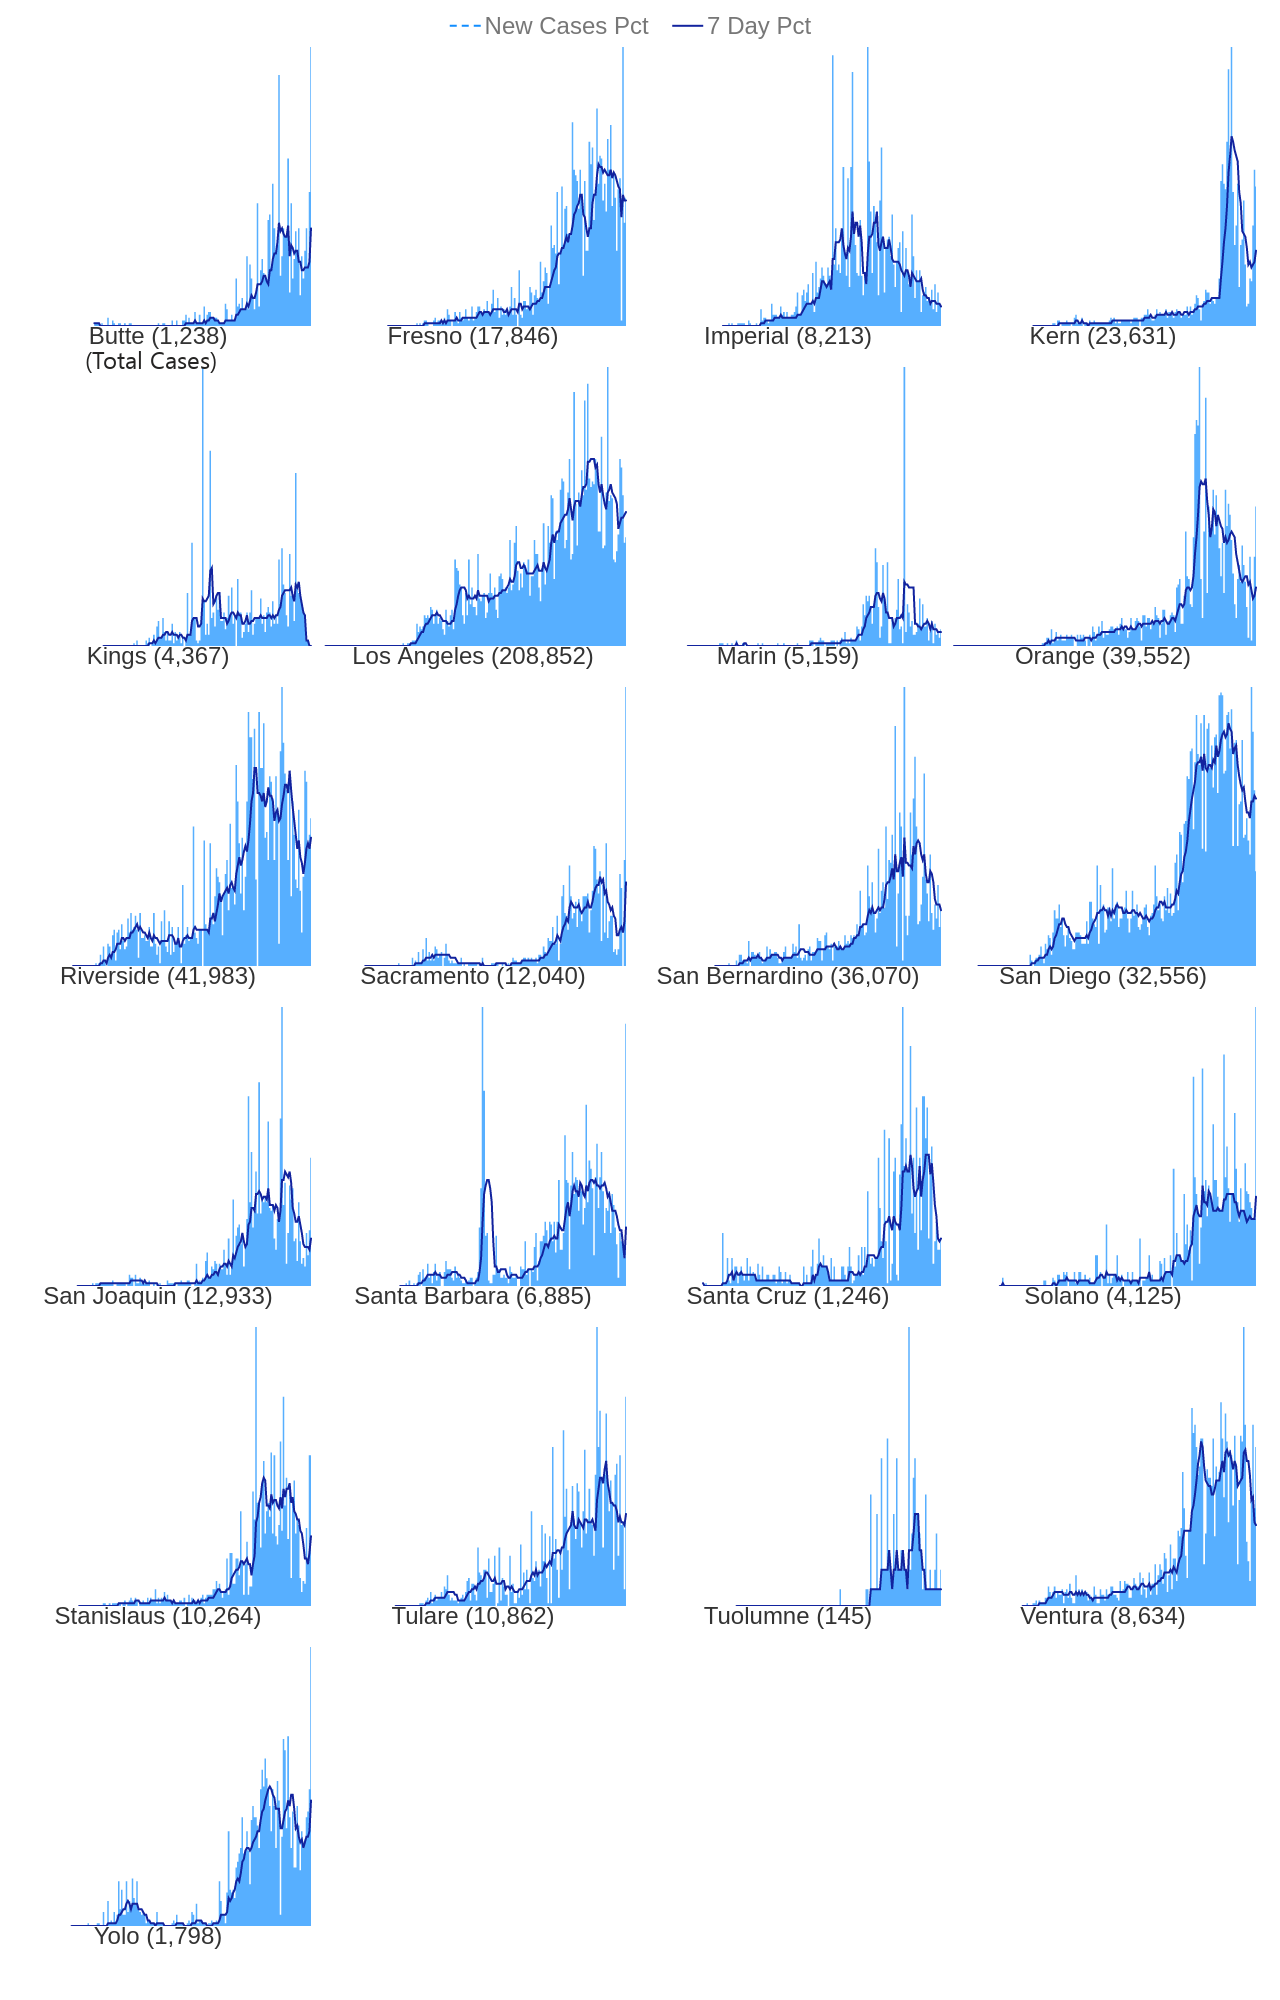 New Cases Pct 7 Day Pct
Butte (1,238) Fresno (17,846) Imperial (8,213) Kern (23,631)
(Total Cases)
Kings (4,367) Los Angeles (208,852) Marin (5,159) Orange (39,552)
Riverside (41,983) Sacramento (12,040) San Bernardino (36,070) San Diego (32,556)
San Joaquin (12,933) Santa Barbara (6,885) Santa Cruz (1,246) Solano (4,125)
Stanislaus (10,264) Tulare (10,862) Tuolumne (145) Ventura (8,634)
Yolo (1,798)